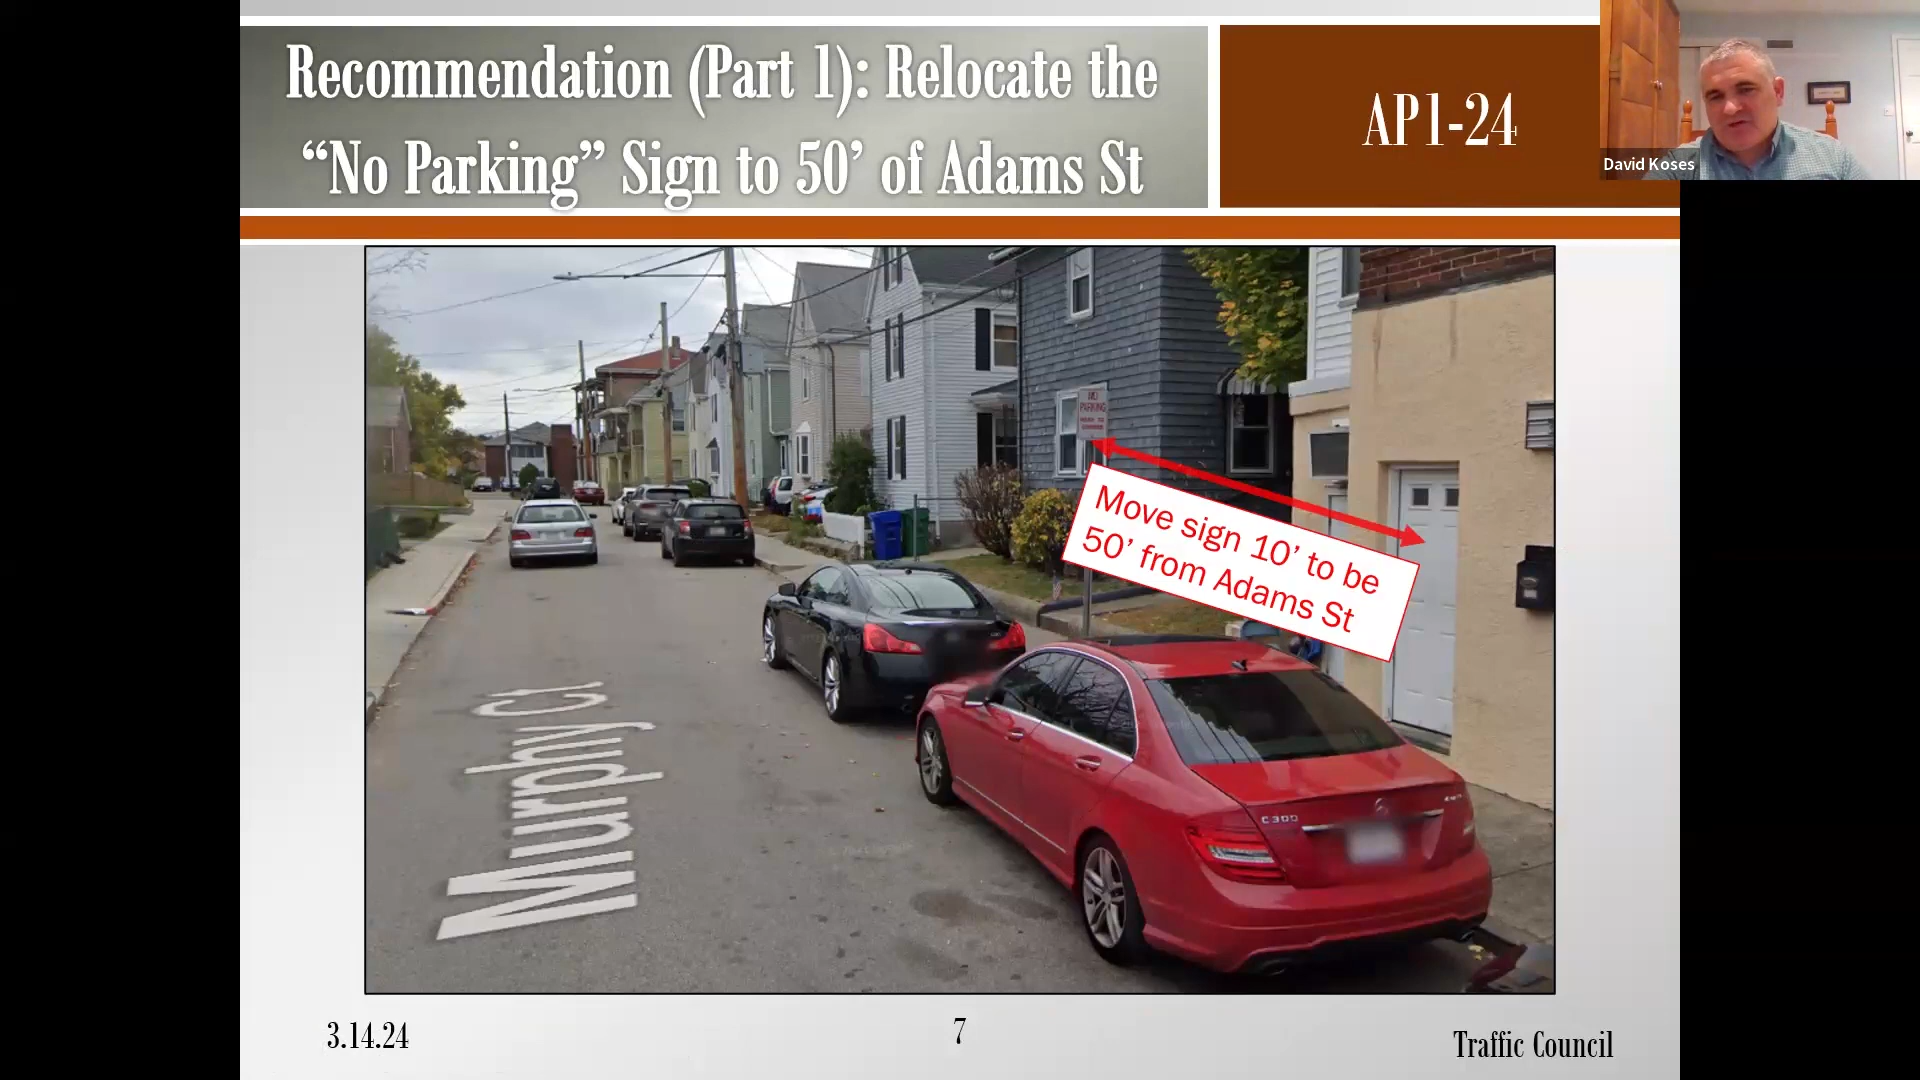 Recommendation (Part 1): Relocate the
“No Parking” Sign to 50’ of Adams St
AP1-24
David Koses
NO
PARKING
Move sign 10’ to be
50’ from Adams St
Murphy Ct
C300
3.14.24
7
Traffic Council